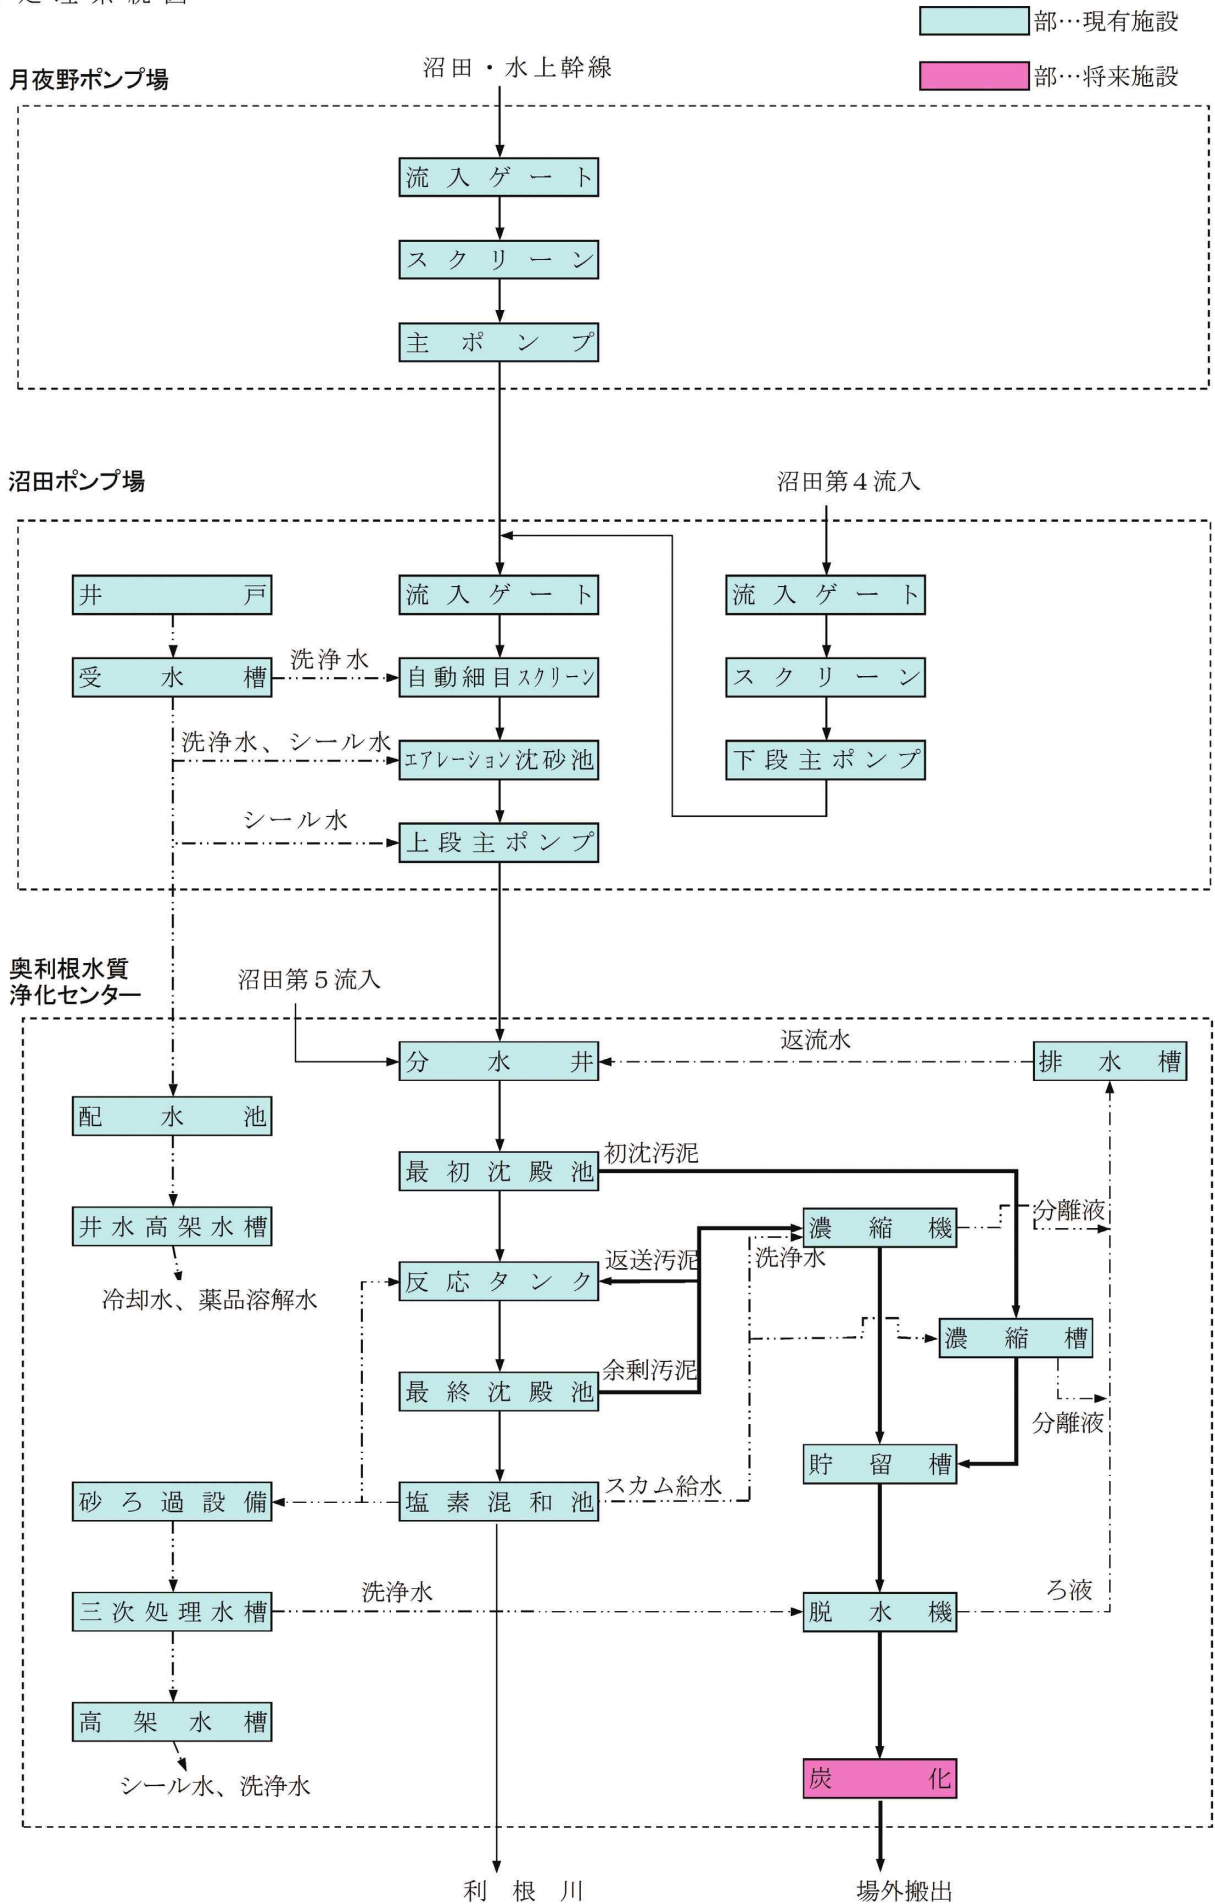 処理系統図
部…現有施設
部…将来施設
月夜野ポンプ場
沼田・水上幹線
流入ゲート
スクリーン
主ポンプ
沼田ポンプ場
沼田第4流入
井戸
流入ゲート
流入ゲート
受水槽
洗浄水
自動細目スクリーン
スクリーン
洗浄水、シール水
エアレーション沈砂池
下段主ポンプ
シール水
上段主ポンプ
奥利根水質
浄化センター
沼田第5流入
分水井
返流水
排水槽
配水池
最初沈殿池
初沈汚泥
井水高架水槽
濃縮機
分離液
洗浄水
返送汚泥
反応タンク
冷却水、薬品溶解水
濃縮槽
余剰汚泥
最終沈殿池
分離液
貯留槽
砂ろ過設備
塩素混和池
スカム給水
三次処理水槽
洗浄水
脱水機
ろ液
高架水槽
シール水、洗浄水
炭化
利根川
場外搬出